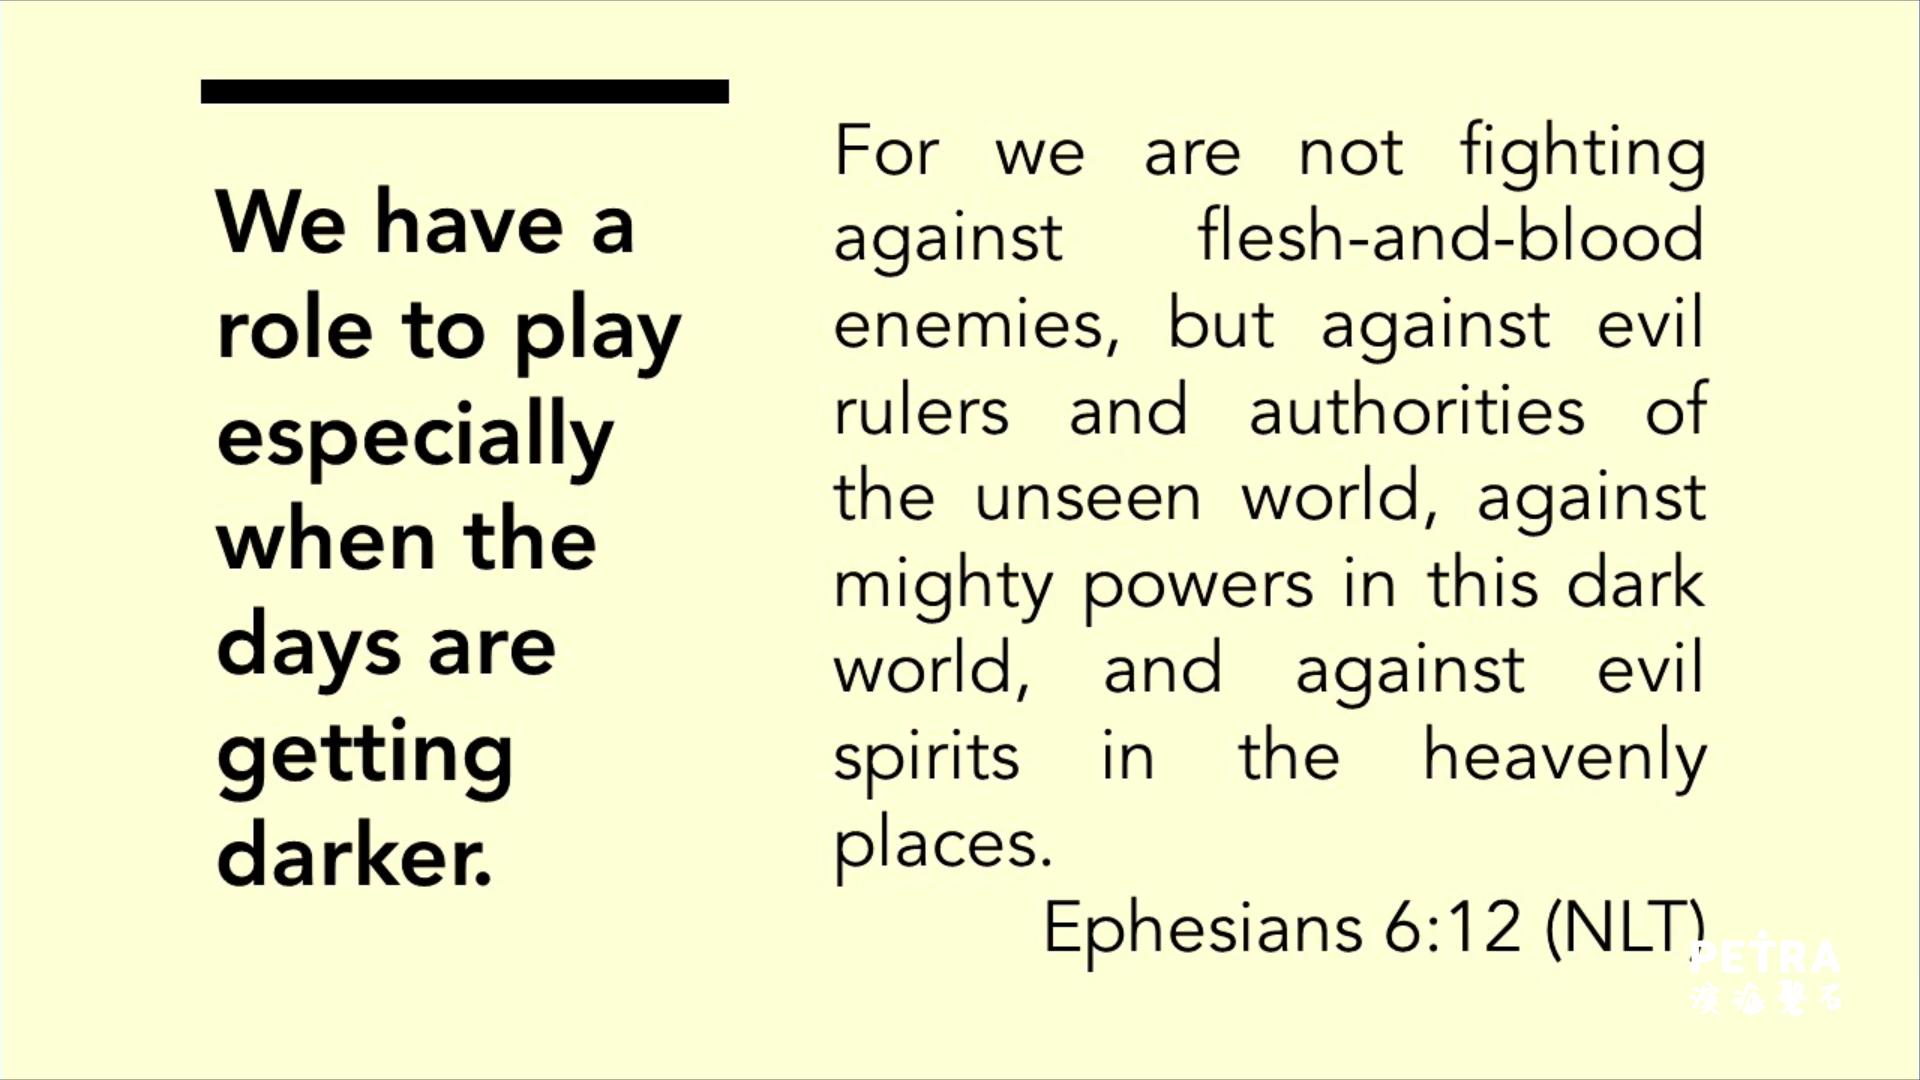 We have a
role to play
especially
when the
days are
getting
darker.
For we are not fighting
against flesh-and-blood
enemies, but against evil
rulers and authorities of
the unseen world, against
mighty powers in this dark
world, and against evil
spirits in the heavenly
places.
Ephesians 6:12 (NLT)
PETRA